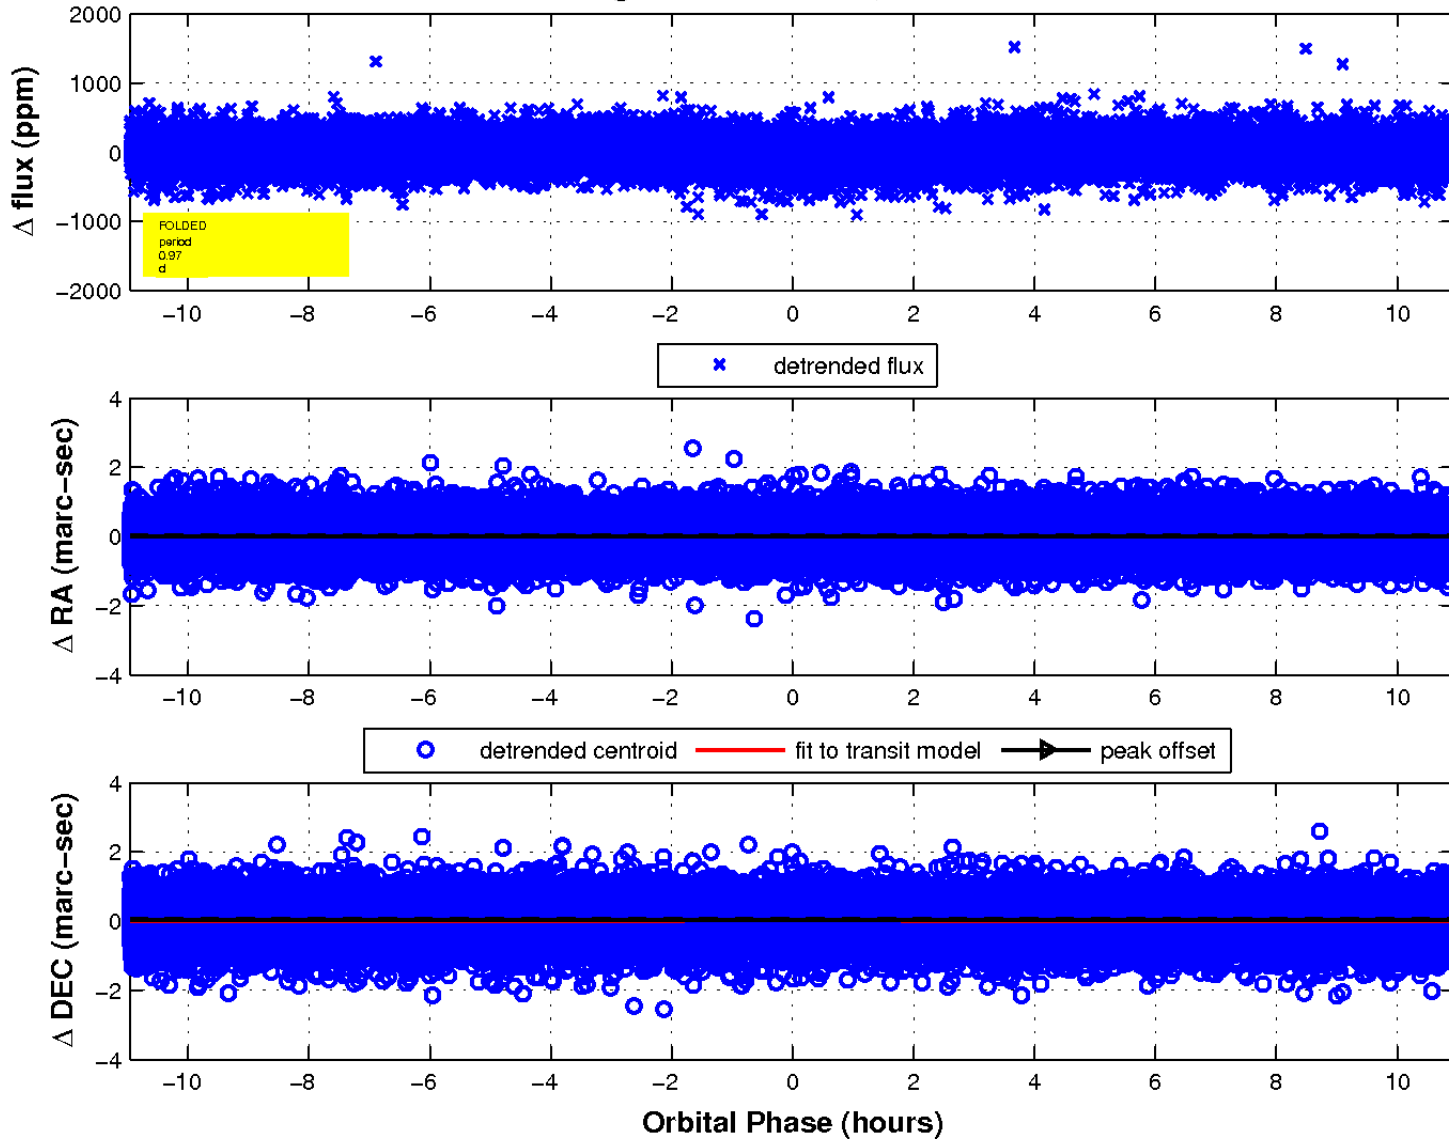 2000
1000
0
−1000
−2000
Δ flux (ppm)
FOLDED
period
0.97
d
−10 −8 −6 −4 −2 0 2 4 6 8 10
detrended flux
4
2
0
−2
−4
Δ RA (marc−sec)
−10 −8 −6 −4 −2 0 2 4 6 8 10
detrended centroid fit to transit model peak offset
4
2
0
−2
−4
Δ DEC (marc−sec)
−10 −8 −6 −4 −2 0 2 4 6 8 10
Orbital Phase (hours)